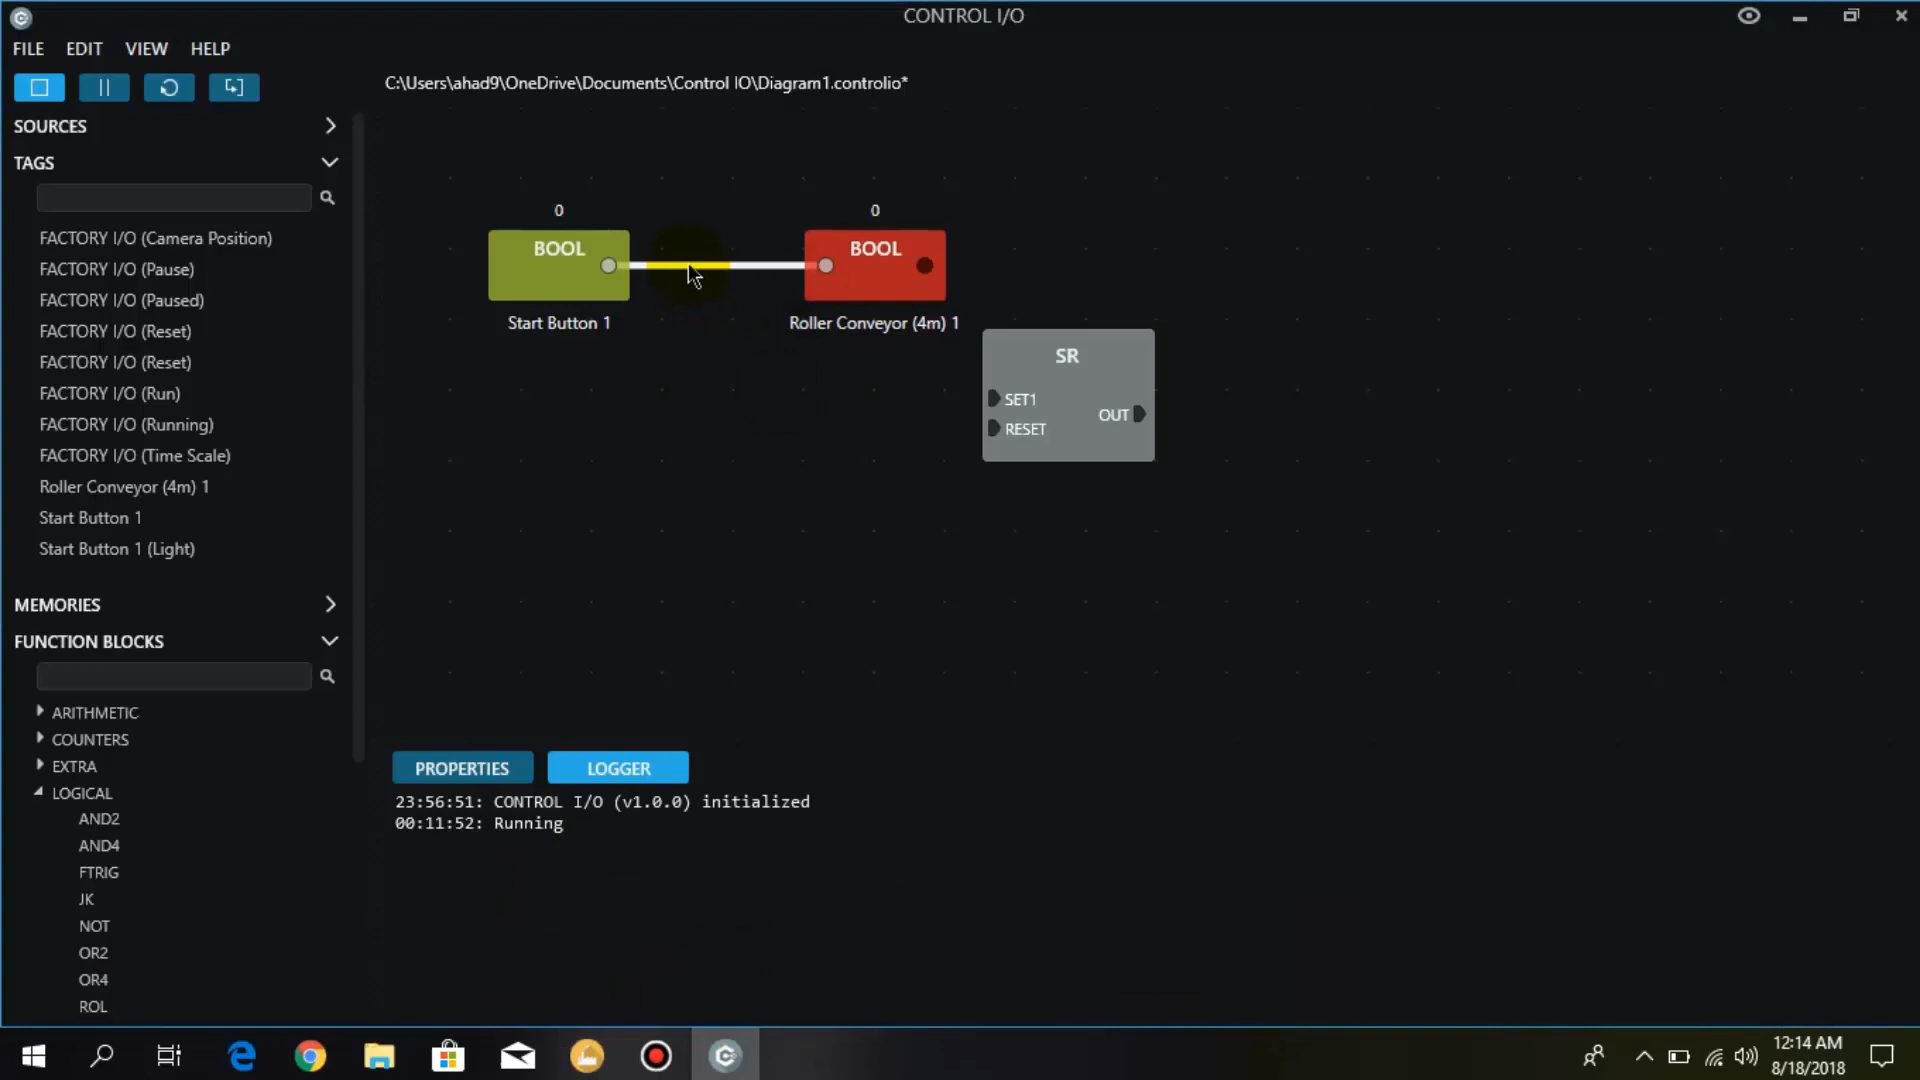 CONTROL I/O
FILE EDIT VIEW HELP
C:\Users\ahad9\OneDrive\Documents\Control IO\Diagram1.controlio*
SOURCES
TAGS
FACTORY I/O (Camera Position)
FACTORY I/O (Pause)
FACTORY I/O (Paused)
FACTORY I/O (Reset)
FACTORY I/O (Reset)
FACTORY I/O (Run)
FACTORY I/O (Running)
FACTORY I/O (Time Scale)
Roller Conveyor (4m) 1
Start Button 1
Start Button 1 (Light)
MEMORIES
FUNCTION BLOCKS
ARITHMETIC
COUNTERS
EXTRA
LOGICAL
AND2
AND4
FTRIG
JK
NOT
OR2
OR4
ROL
0
BOOL
Start Button 1
0
BOOL
Roller Conveyor (4m) 1
SR
SET1
RESET
OUT
PROPERTIES LOGGER
23:56:51: CONTROL I/O (v1.0.0) initialized
00:11:52: Running
12:14 AM
8/18/2018